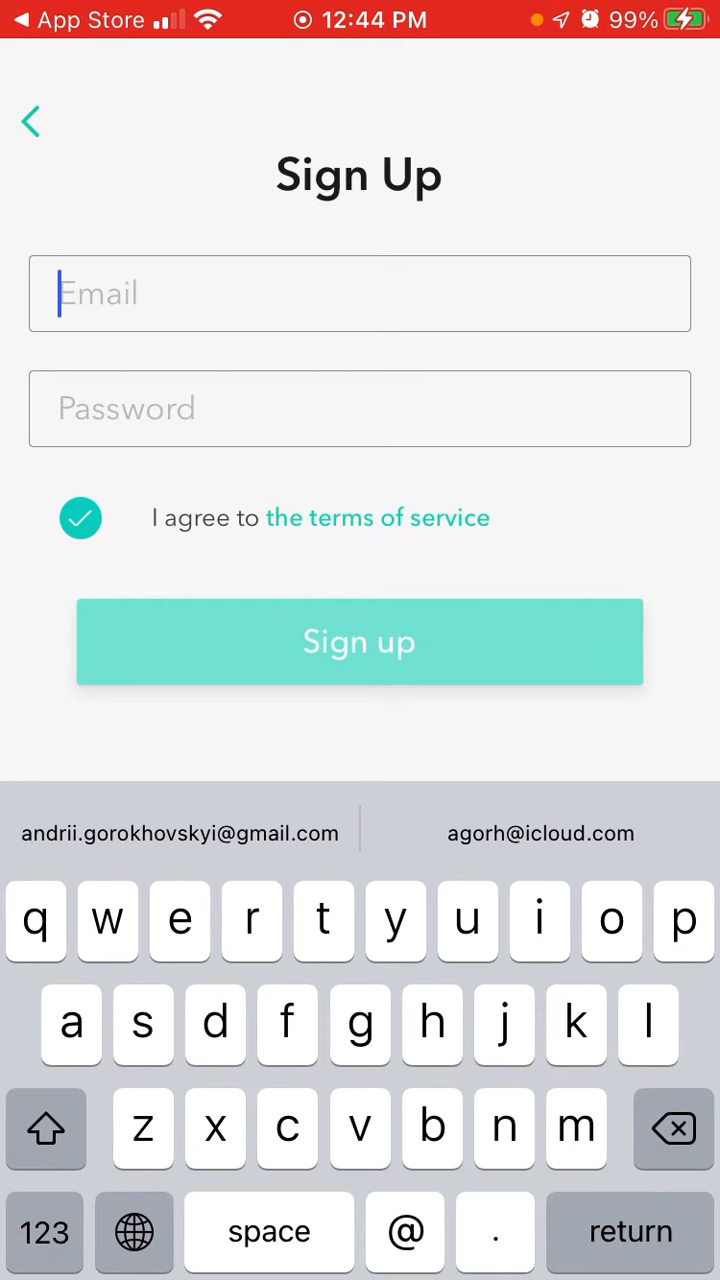 App Store 12:44 PM 99%
Sign Up
Email
Password
I agree to the terms of service
Sign up
andrii.gorokhovskyi@gmail.com agorh@icloud.com
q w e r t y u i o p
a s d f g h j k l
z x c v b n m
123 space @ . return